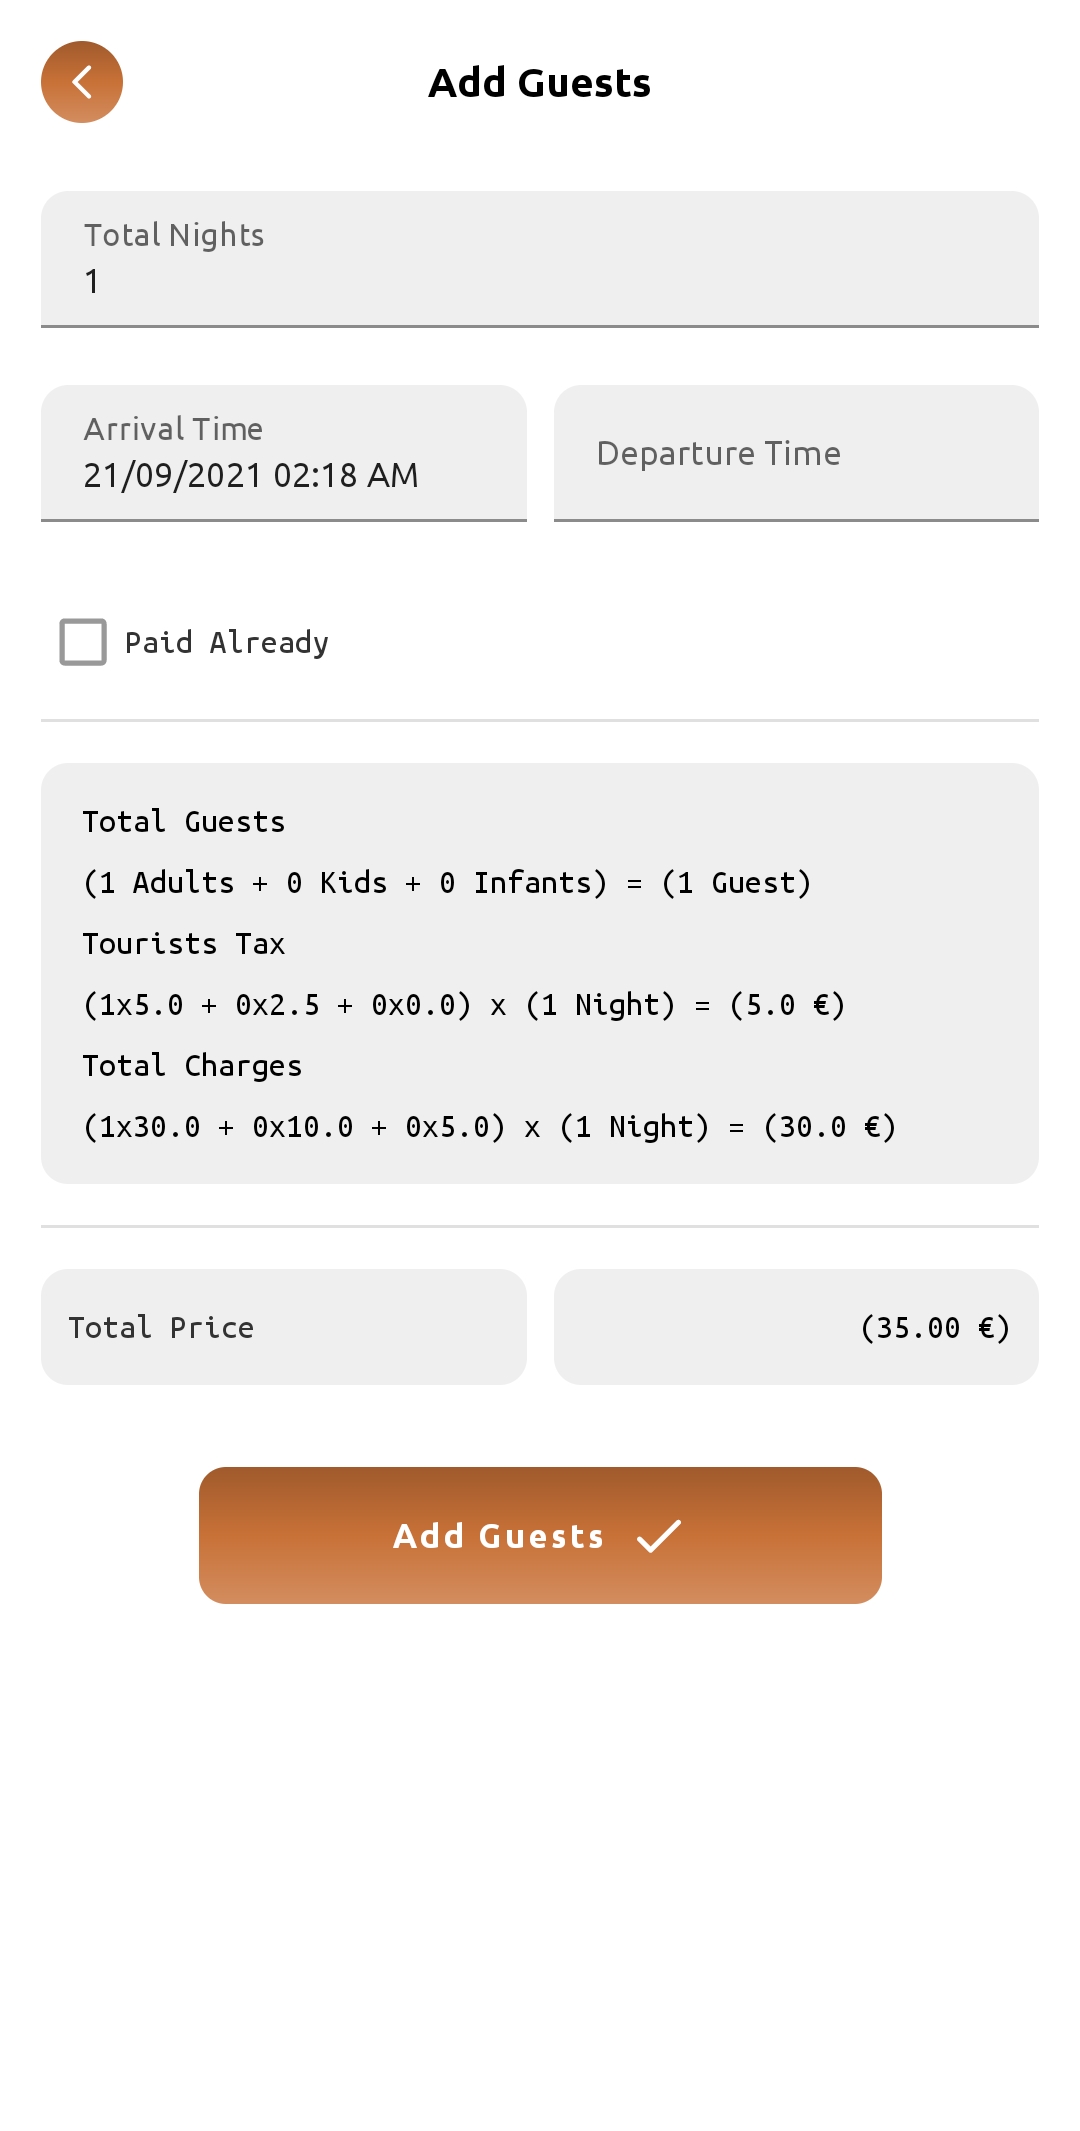 Add Guests
Total Nights
1
Arrival Time
21/09/2021 02:18 AM
Departure Time
Paid Already
Total Guests
(1 Adults + 0 Kids + 0 Infants) = (1 Guest)
Tourists Tax
(1x5.0 + 0x2.5 + 0x0.0) x (1 Night) = (5.0 €)
Total Charges
(1x30.0 + 0x10.0 + 0x5.0) x (1 Night) = (30.0 €)
Total Price
(35.00 €)
Add Guests